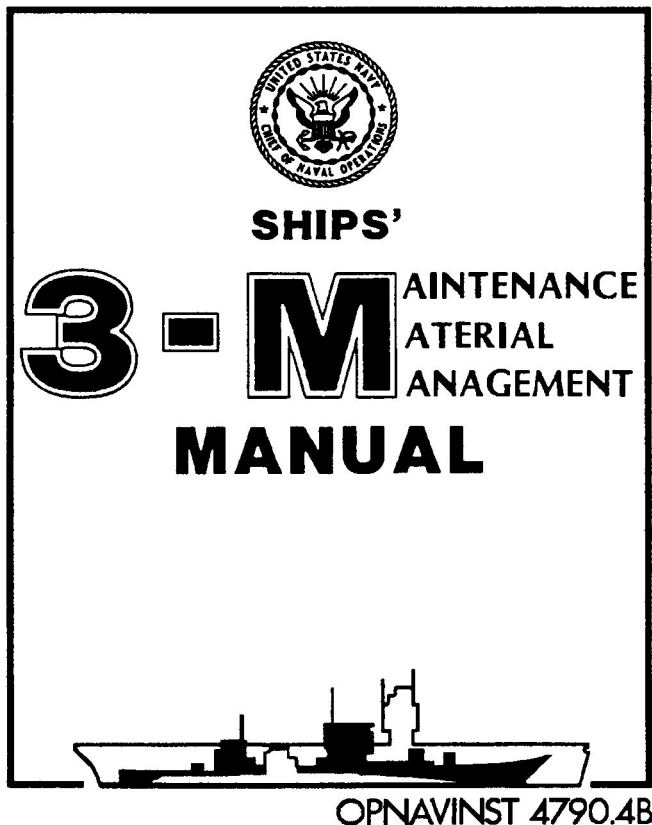 UNITED STATES NAVY
CHIEF OF NAVAL OPERATIONS
SHIPS'
3-M
AINTENANCE
ATERIAL
ANAGEMENT
MANUAL
OPNAVINST 4790.4B